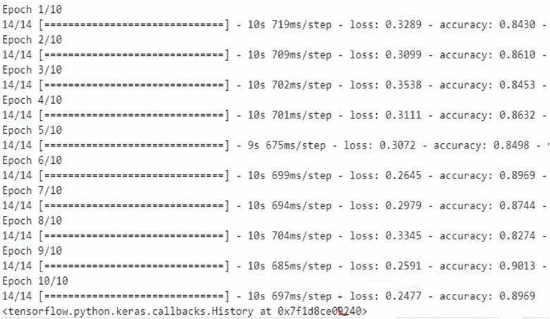 Epoch 1/10
14/14 [==============================] - 10s 719ms/step - loss: 0.3289 - accuracy: 0.8430 -
Epoch 2/10
14/14 [==============================] - 10s 709ms/step - loss: 0.3099 - accuracy: 0.8610 -
Epoch 3/10
14/14 [==============================] - 10s 702ms/step - loss: 0.3538 - accuracy: 0.8453 -
Epoch 4/10
14/14 [==============================] - 10s 701ms/step - loss: 0.3111 - accuracy: 0.8632 -
Epoch 5/10
14/14 [==============================] - 9s 675ms/step - loss: 0.3072 - accuracy: 0.8498 -
Epoch 6/10
14/14 [==============================] - 10s 699ms/step - loss: 0.2645 - accuracy: 0.8969 -
Epoch 7/10
14/14 [==============================] - 10s 694ms/step - loss: 0.2979 - accuracy: 0.8744 -
Epoch 8/10
14/14 [==============================] - 10s 704ms/step - loss: 0.3345 - accuracy: 0.8274 -
Epoch 9/10
14/14 [==============================] - 10s 685ms/step - loss: 0.2591 - accuracy: 0.9013 -
Epoch 10/10
14/14 [==============================] - 10s 697ms/step - loss: 0.2477 - accuracy: 0.8969
<tensorflow.python.keras.callbacks.History at